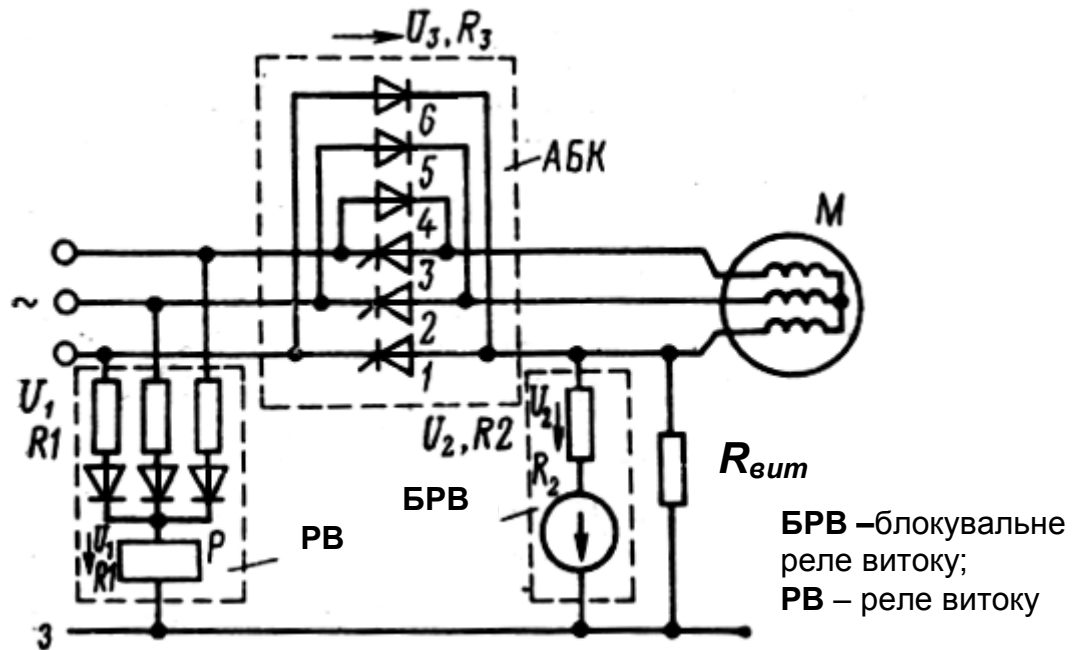 U₃, R₃
6
5
4
3
2
1
АБК
М
~
U₁
R1
U₂, R2
U₂
R₂
Rвит
БРВ
РВ
U₁
R1
Р
БРВ –блокувальне
реле витоку;
РВ – реле витоку
З